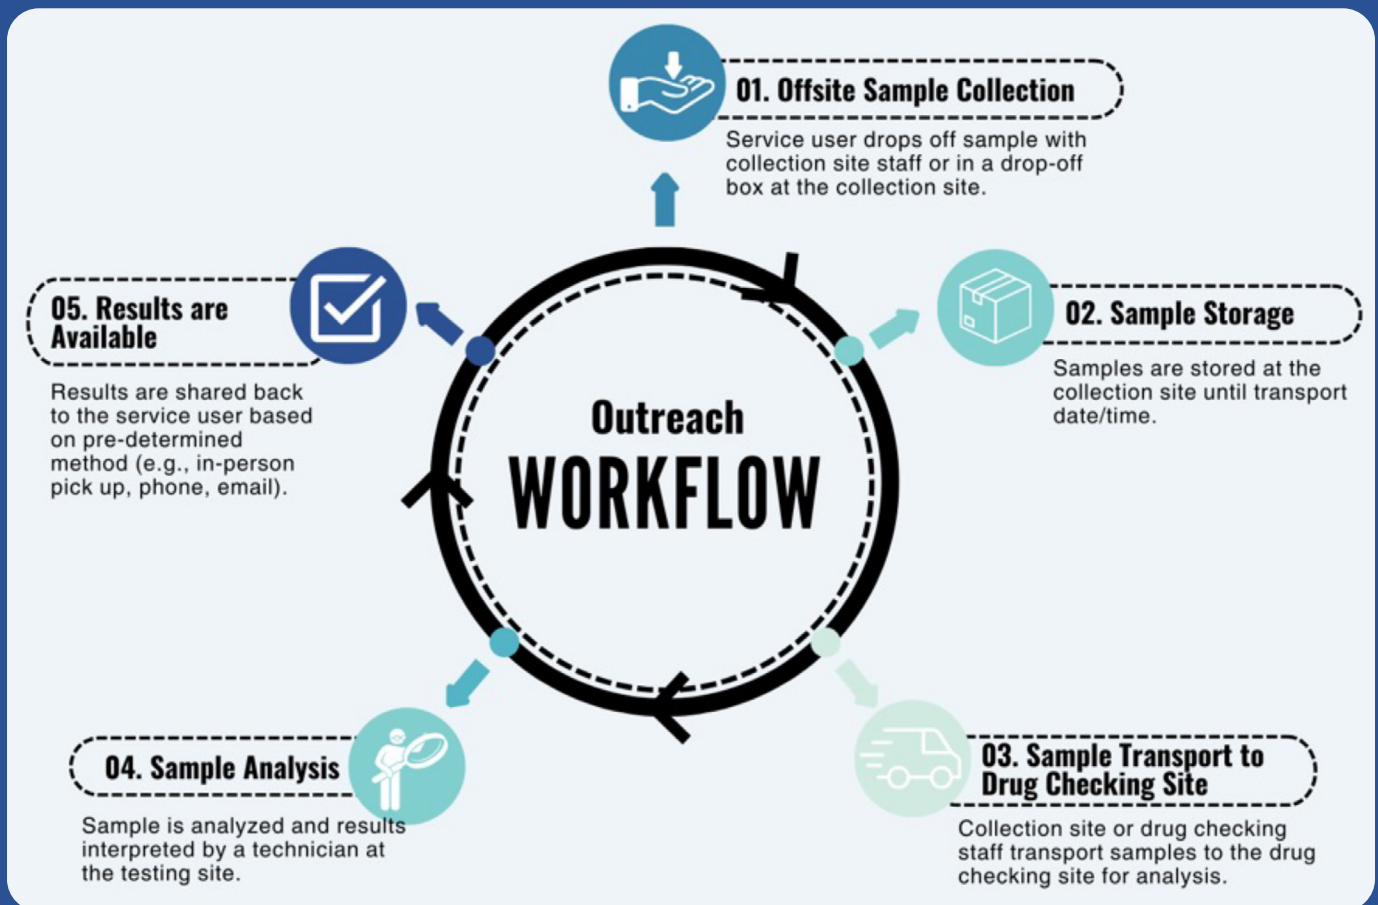 01. Offsite Sample Collection
Service user drops off sample with
collection site staff or in a drop-off
box at the collection site.
02. Sample Storage
Samples are stored at the
collection site until transport
date/time.
03. Sample Transport to
Drug Checking Site
Collection site or drug checking
staff transport samples to the drug
checking site for analysis.
04. Sample Analysis
Sample is analyzed and results
interpreted by a technician at
the testing site.
05. Results are
Available
Results are shared back
to the service user based
on pre-determined
method (e.g., in-person
pick up, phone, email).
Outreach
WORKFLOW